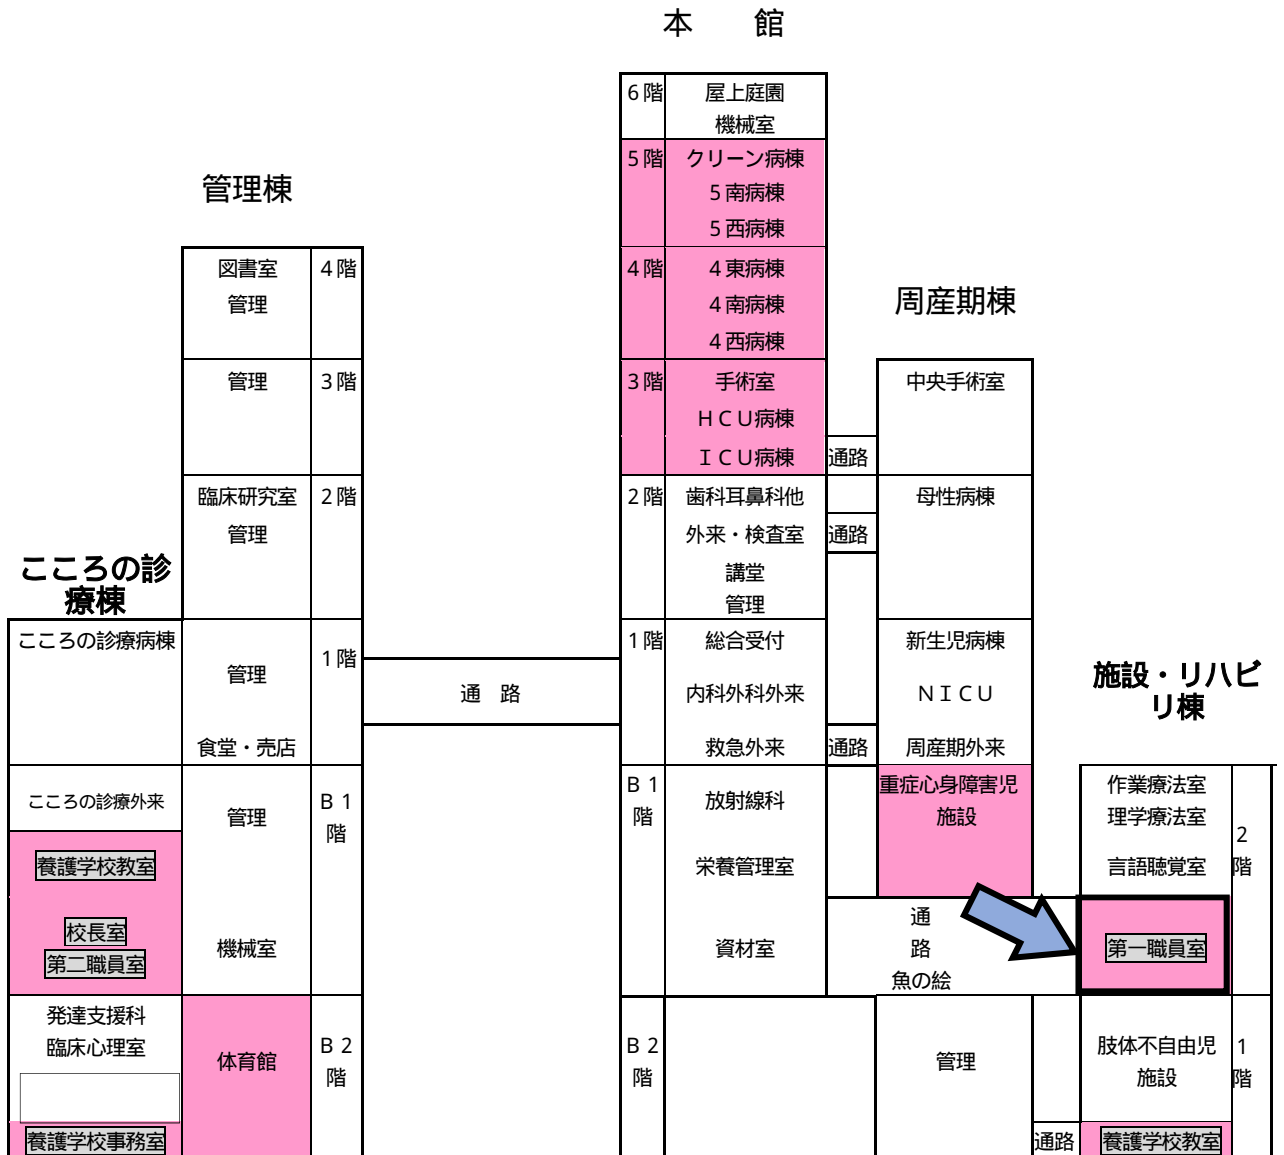 本　　館
6階
屋上庭園
機械室
5階
クリーン病棟
5南病棟
5西病棟
管理棟
図書室
管理
4階
4階
4東病棟
4南病棟
4西病棟
周産期棟
管理
3階
3階
手術室
ＨＣＵ病棟
ＩＣＵ病棟
通路
中央手術室
臨床研究室
管理
2階
2階
歯科耳鼻科他
外来・検査室
講堂
管理
通路
母性病棟
こころの診
療棟
こころの診療病棟
管理
食堂・売店
1階
通　路
1階
総合受付
内科外科外来
救急外来
通路
新生児病棟
ＮＩＣＵ
周産期外来
施設・リハビ
リ棟
こころの診療外来
養護学校教室
校長室
第二職員室
管理
機械室
Ｂ1
階
Ｂ1
階
放射線科
栄養管理室
資材室
重症心身障害児
施設
通
路
魚の絵
作業療法室
理学療法室
言語聴覚室
2
階
第一職員室
発達支援科
臨床心理室
養護学校事務室
体育館
Ｂ2
階
Ｂ2
階
管理
通路
肢体不自由児
施設
1
階
養護学校教室